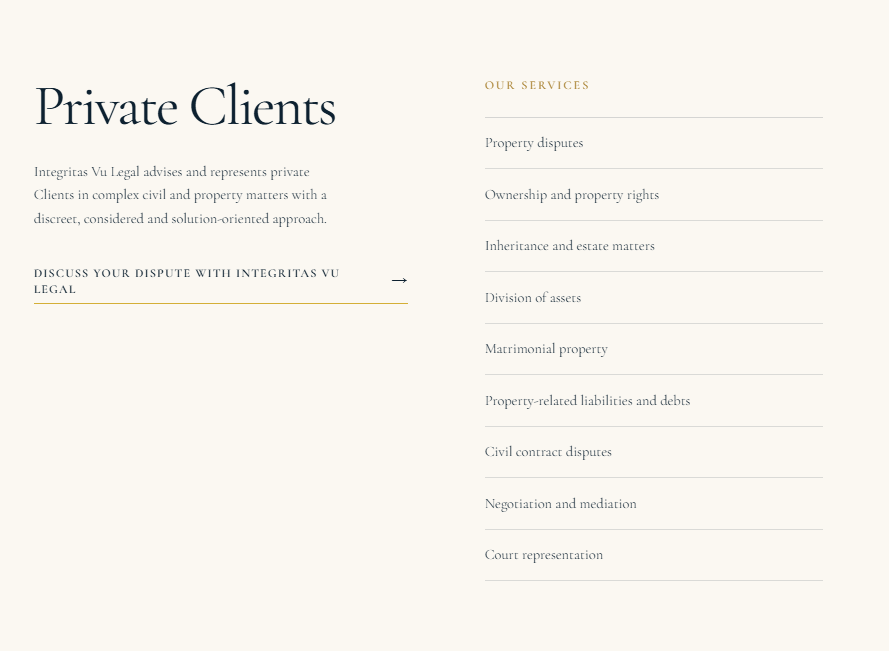 Private Clients
Integritas Vu Legal advises and represents private
Clients in complex civil and property matters with a
discreet, considered and solution-oriented approach.
DISCUSS YOUR DISPUTE WITH INTEGRITAS VU
LEGAL
→
OUR SERVICES
Property disputes
Ownership and property rights
Inheritance and estate matters
Division of assets
Matrimonial property
Property-related liabilities and debts
Civil contract disputes
Negotiation and mediation
Court representation